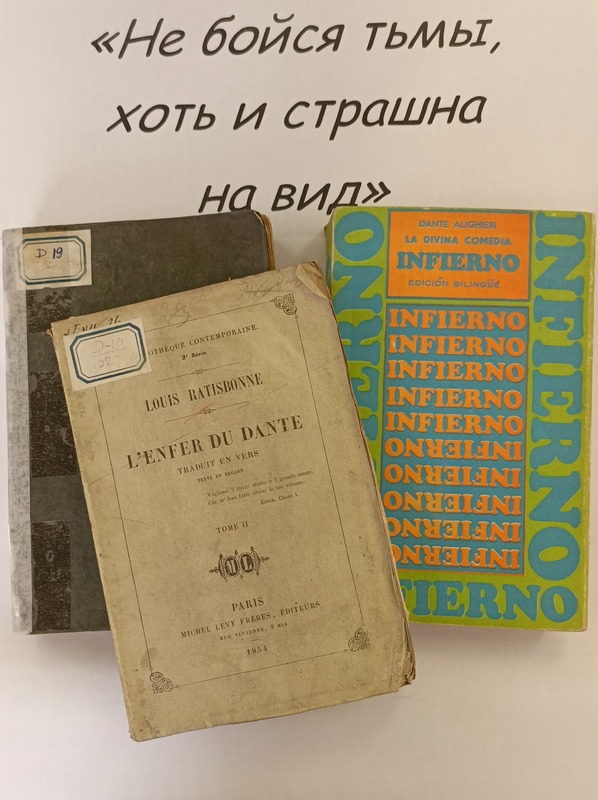 «Не бойся тьмы,
хоть и страшна
на вид»
D 19
LOUIS RATISBONNE
L'ENFER DU DANTE
TRADUIT EN VERS
TEXTE EN REGARD
TOME II
ML
PARIS
MICHEL LEVY FRÈRES, ÉDITEURS
RUE VIVIENNE, 2 BIS
1854
CONTEMPORAINE.
2e Série.
DANTE ALIGHIERI
LA DIVINA COMEDIA
INFIERNO
EDICIÓN BILINGÜE
INFIERNO
INFIERNO
INFIERNO
INFIERNO
INFIERNO
INFIERNO
INFIERNO
INFIERNO
INFIERNO
INFIERNO
INFIERNO